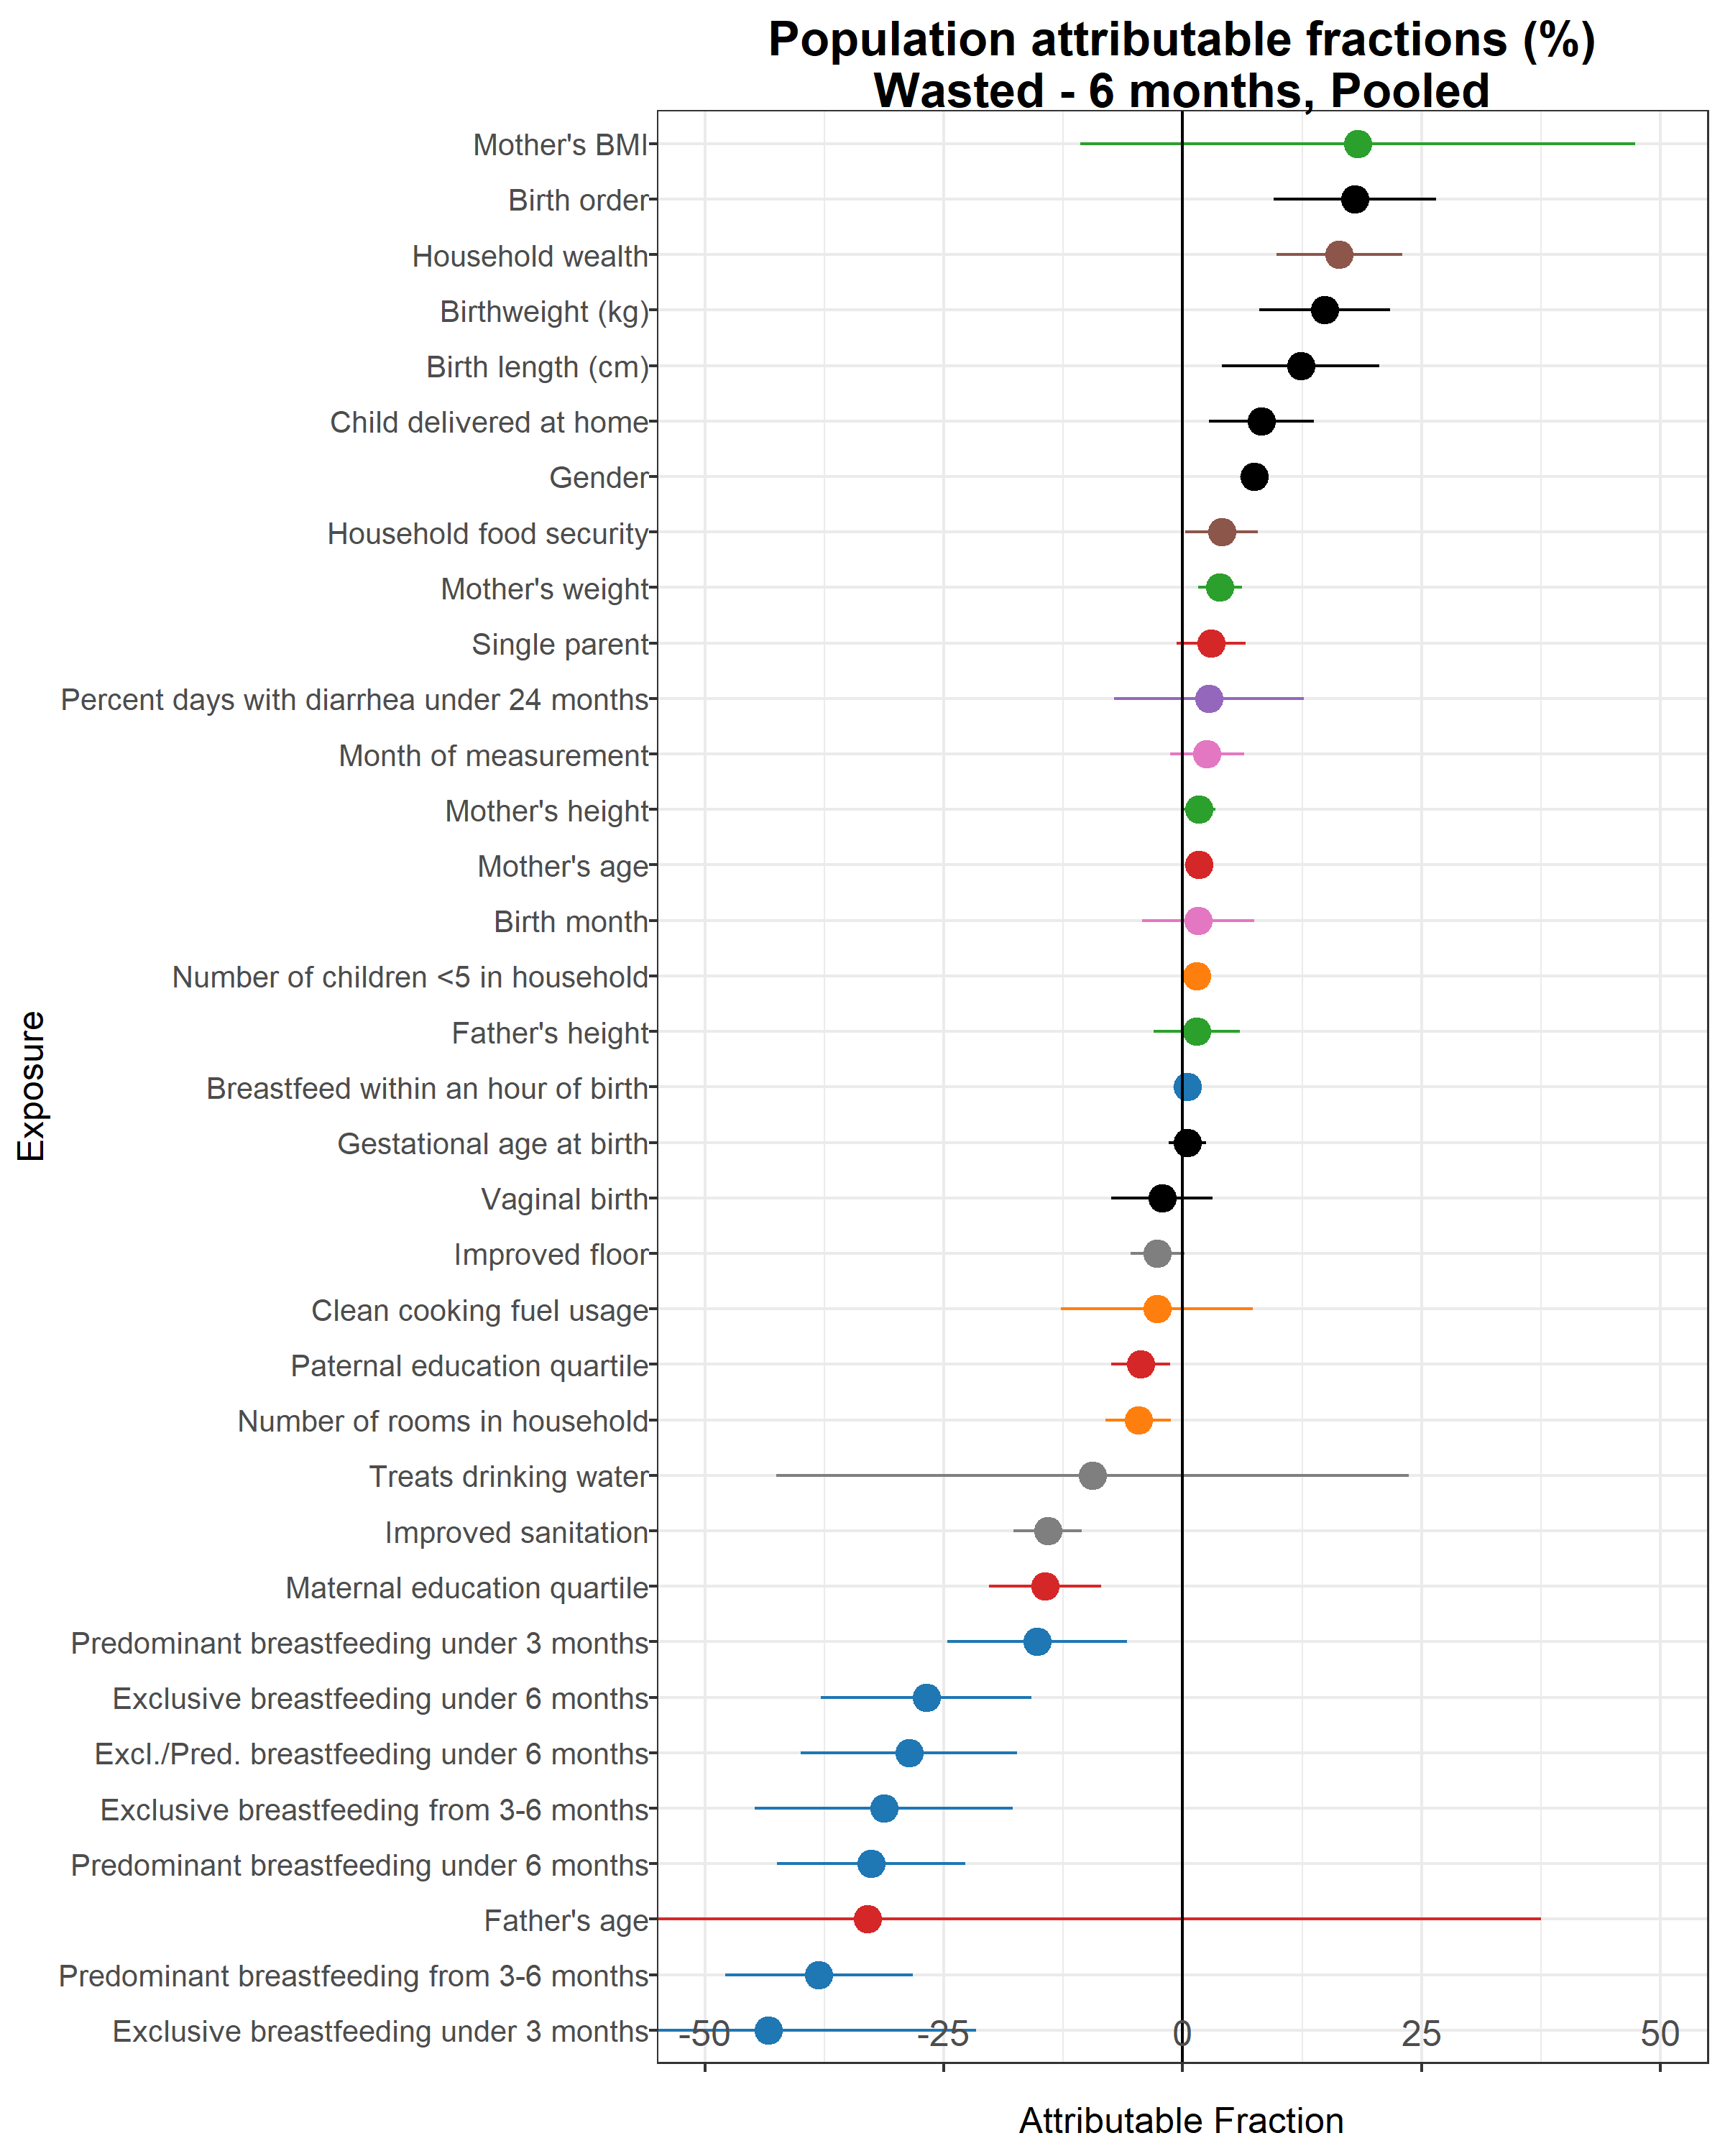 Population attributable fractions (%)
Wasted - 6 months, Pooled
Mother's BMI
Birth order
Household wealth
Birthweight (kg)
Birth length (cm)
Child delivered at home
Gender
Household food security
Mother's weight
Single parent
Percent days with diarrhea under 24 months
Month of measurement
Mother's height
Mother's age
Birth month
Number of children <5 in household
Father's height
Breastfeed within an hour of birth
Gestational age at birth
Vaginal birth
Improved floor
Clean cooking fuel usage
Paternal education quartile
Number of rooms in household
Treats drinking water
Improved sanitation
Maternal education quartile
Predominant breastfeeding under 3 months
Exclusive breastfeeding under 6 months
Excl./Pred. breastfeeding under 6 months
Exclusive breastfeeding from 3-6 months
Predominant breastfeeding under 6 months
Father's age
Predominant breastfeeding from 3-6 months
Exclusive breastfeeding under 3 months
Exposure
-50 -25 0 25 50
Attributable Fraction